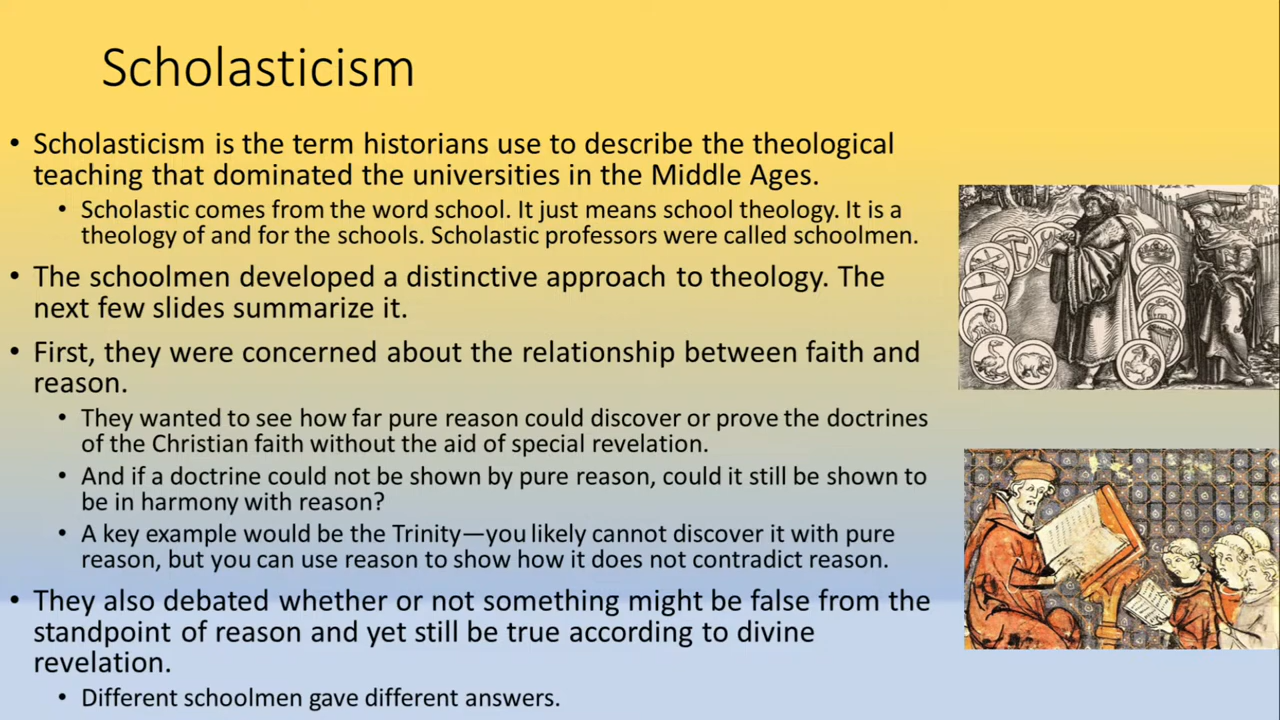 Scholasticism
• Scholasticism is the term historians use to describe the theological
teaching that dominated the universities in the Middle Ages.
• Scholastic comes from the word school. It just means school theology. It is a
theology of and for the schools. Scholastic professors were called schoolmen.
• The schoolmen developed a distinctive approach to theology. The
next few slides summarize it.
• First, they were concerned about the relationship between faith and
reason.
• They wanted to see how far pure reason could discover or prove the doctrines
of the Christian faith without the aid of special revelation.
• And if a doctrine could not be shown by pure reason, could it still be shown to
be in harmony with reason?
• A key example would be the Trinity—you likely cannot discover it with pure
reason, but you can use reason to show how it does not contradict reason.
• They also debated whether or not something might be false from the
standpoint of reason and yet still be true according to divine
revelation.
• Different schoolmen gave different answers.